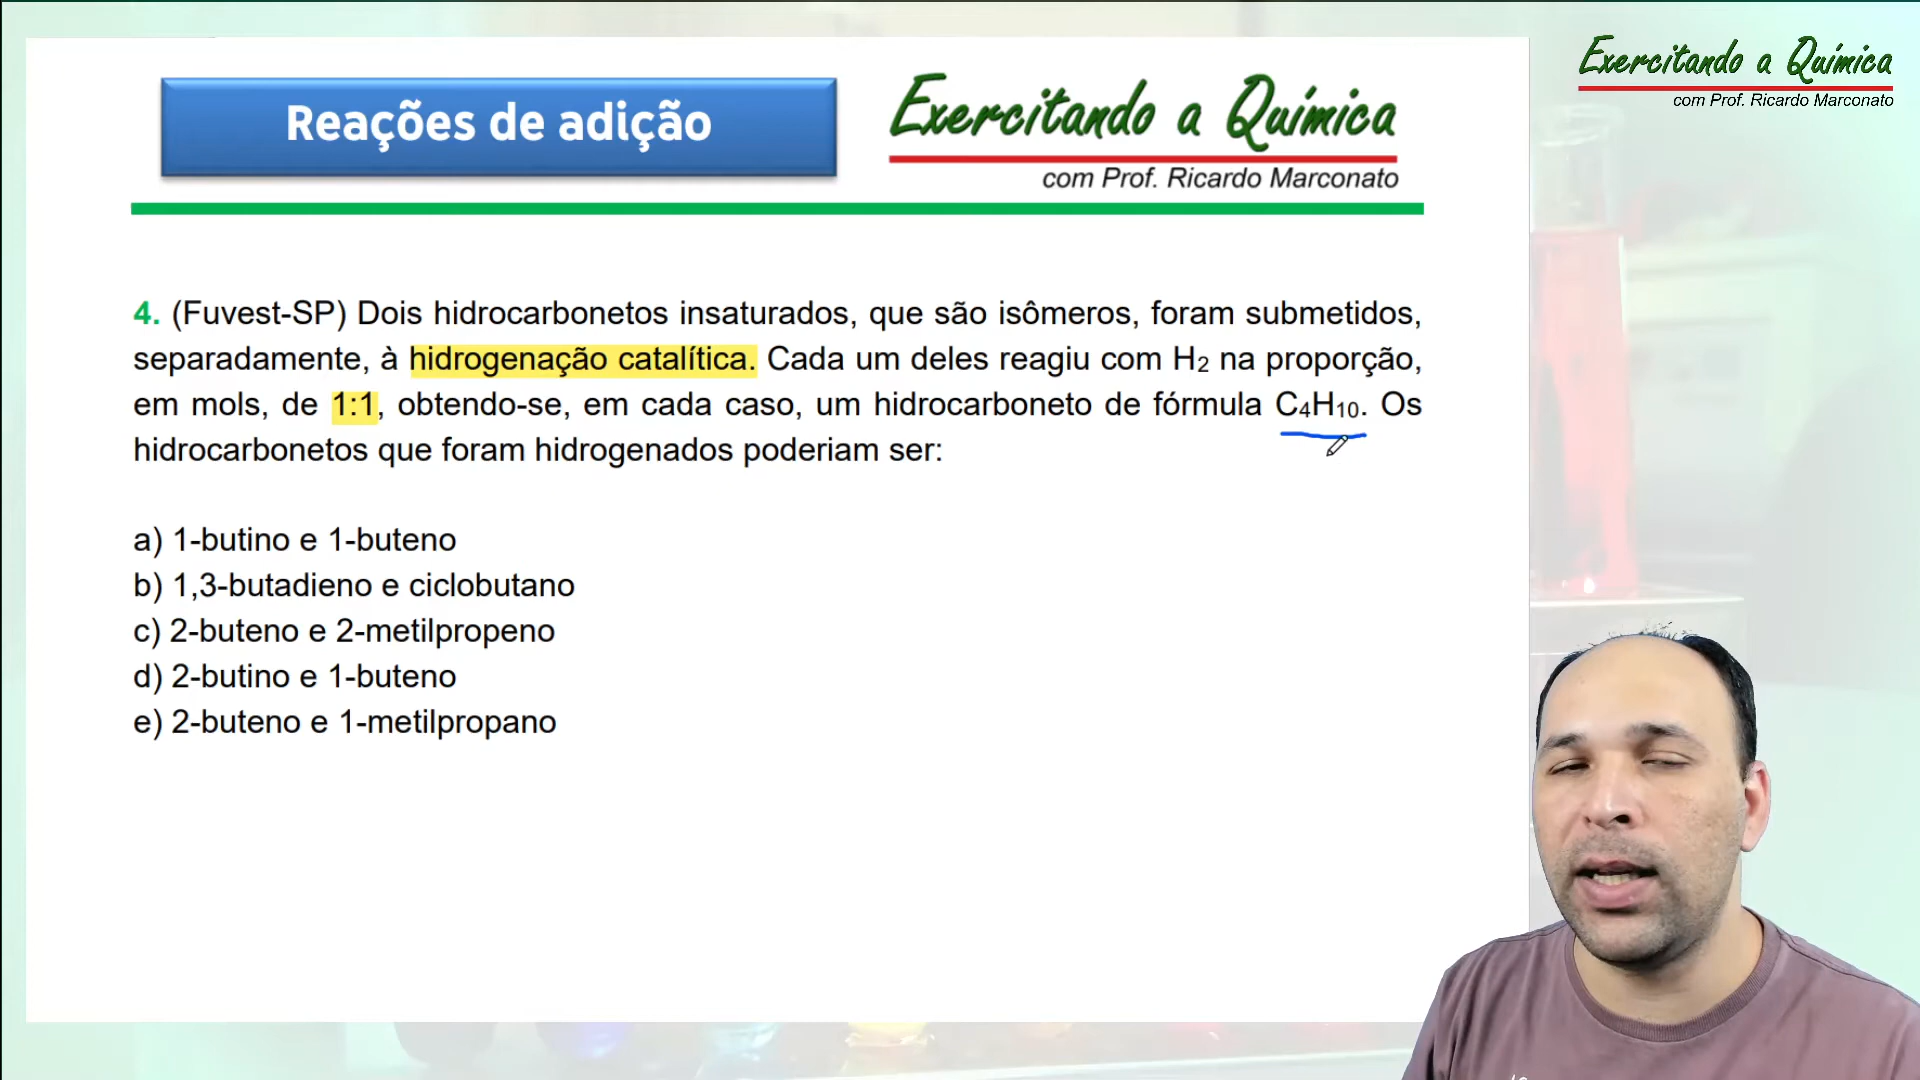 Exercitando a Química
com Prof. Ricardo Marconato
Reações de adição
Exercitando a Química
com Prof. Ricardo Marconato
4. (Fuvest-SP) Dois hidrocarbonetos insaturados, que são isômeros, foram submetidos,
separadamente, à hidrogenação catalítica. Cada um deles reagiu com H₂ na proporção,
em mols, de 1:1, obtendo-se, em cada caso, um hidrocarboneto de fórmula C₄H₁₀. Os
hidrocarbonetos que foram hidrogenados poderiam ser:
a) 1-butino e 1-buteno
b) 1,3-butadieno e ciclobutano
c) 2-buteno e 2-metilpropeno
d) 2-butino e 1-buteno
e) 2-buteno e 1-metilpropano